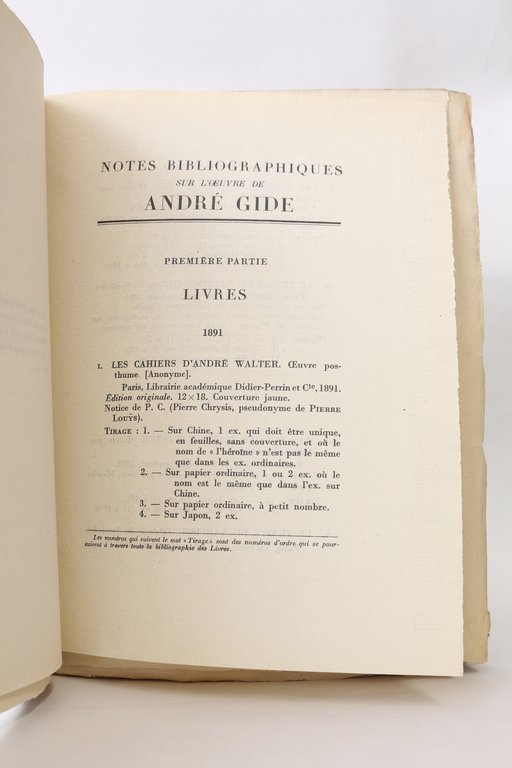 NOTES BIBLIOGRAPHIQUES
SUR L'ŒUVRE DE
ANDRÉ GIDE
PREMIÈRE PARTIE
LIVRES
1891
1. LES CAHIERS D'ANDRÉ WALTER. Œuvre pos-
thume [Anonyme].
Paris, Librairie académique Didier-Perrin et Cte, 1891.
Édition originale. 12×18. Couverture jaune.
Notice de P. C. (Pierre Chrysis, pseudonyme de PIERRE
LOUŸS).
TIRAGE : 1. — Sur Chine, 1 ex. qui doit être unique,
en feuilles, sans couverture, et où le
nom de « l'héroïne » n'est pas le même
que dans les ex. ordinaires.
2. — Sur papier ordinaire, 1 ou 2 ex. où le
nom est le même que dans l'ex. sur
Chine.
3. — Sur papier ordinaire, à petit nombre.
4. — Sur Japon, 2 ex.
Les numéros qui suivent le mot « Tirage » sont des numéros d'ordre qui se pour-
suivent à travers toute la bibliographie des Livres.